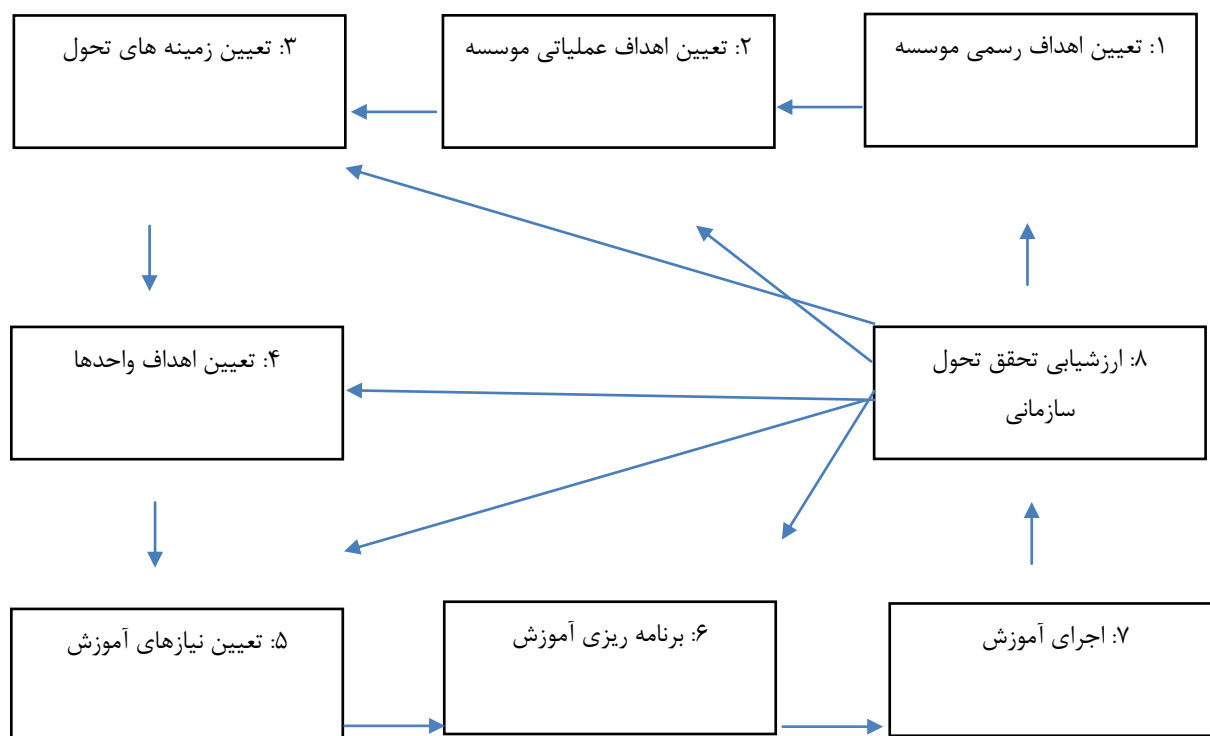 ۱: تعیین اهداف رسمی موسسه
۲: تعیین اهداف عملیاتی موسسه
۳: تعیین زمینه های تحول
۸: ارزشیابی تحقق تحول
سازمانی
۴: تعیین اهداف واحدها
۷: اجرای آموزش
۶: برنامه ریزی آموزش
۵: تعیین نیازهای آموزش